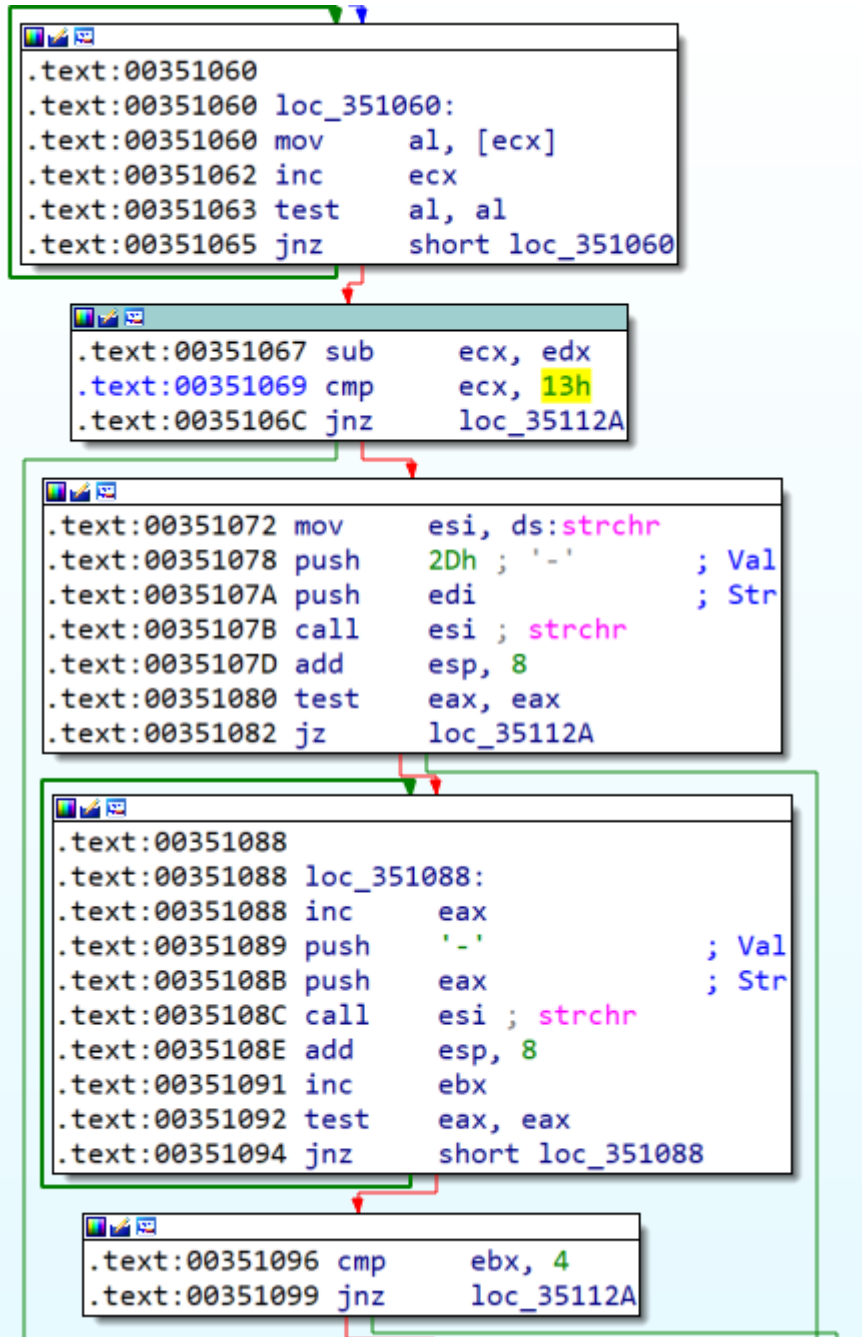 .text:00351060
.text:00351060 loc_351060:
.text:00351060 mov al, [ecx]
.text:00351062 inc ecx
.text:00351063 test al, al
.text:00351065 jnz short loc_351060
.text:00351067 sub ecx, edx
.text:00351069 cmp ecx, 13h
.text:0035106C jnz loc_35112A
.text:00351072 mov esi, ds:strchr
.text:00351078 push 2Dh ; '-' ; Val
.text:0035107A push edi ; Str
.text:0035107B call esi ; strchr
.text:0035107D add esp, 8
.text:00351080 test eax, eax
.text:00351082 jz loc_35112A
.text:00351088
.text:00351088 loc_351088:
.text:00351088 inc eax
.text:00351089 push '-' ; Val
.text:0035108B push eax ; Str
.text:0035108C call esi ; strchr
.text:0035108E add esp, 8
.text:00351091 inc ebx
.text:00351092 test eax, eax
.text:00351094 jnz short loc_351088
.text:00351096 cmp ebx, 4
.text:00351099 jnz loc_35112A